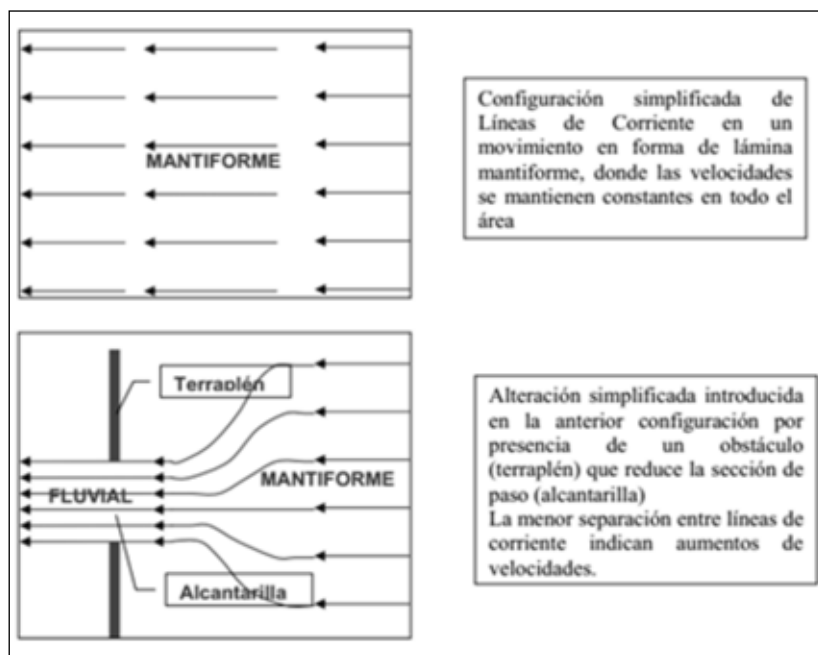 MANTIFORME
Configuración simplificada de
Líneas de Corriente en un
movimiento en forma de lámina
mantiforme, donde las velocidades
se mantienen constantes en todo el
área
Terraplén
MANTIFORME
FLUVIAL
Alcantarilla
Alteración simplificada introducida
en la anterior configuración por
presencia de un obstáculo
(terraplén) que reduce la sección de
paso (alcantarilla)
La menor separación entre líneas de
corriente indican aumentos de
velocidades.